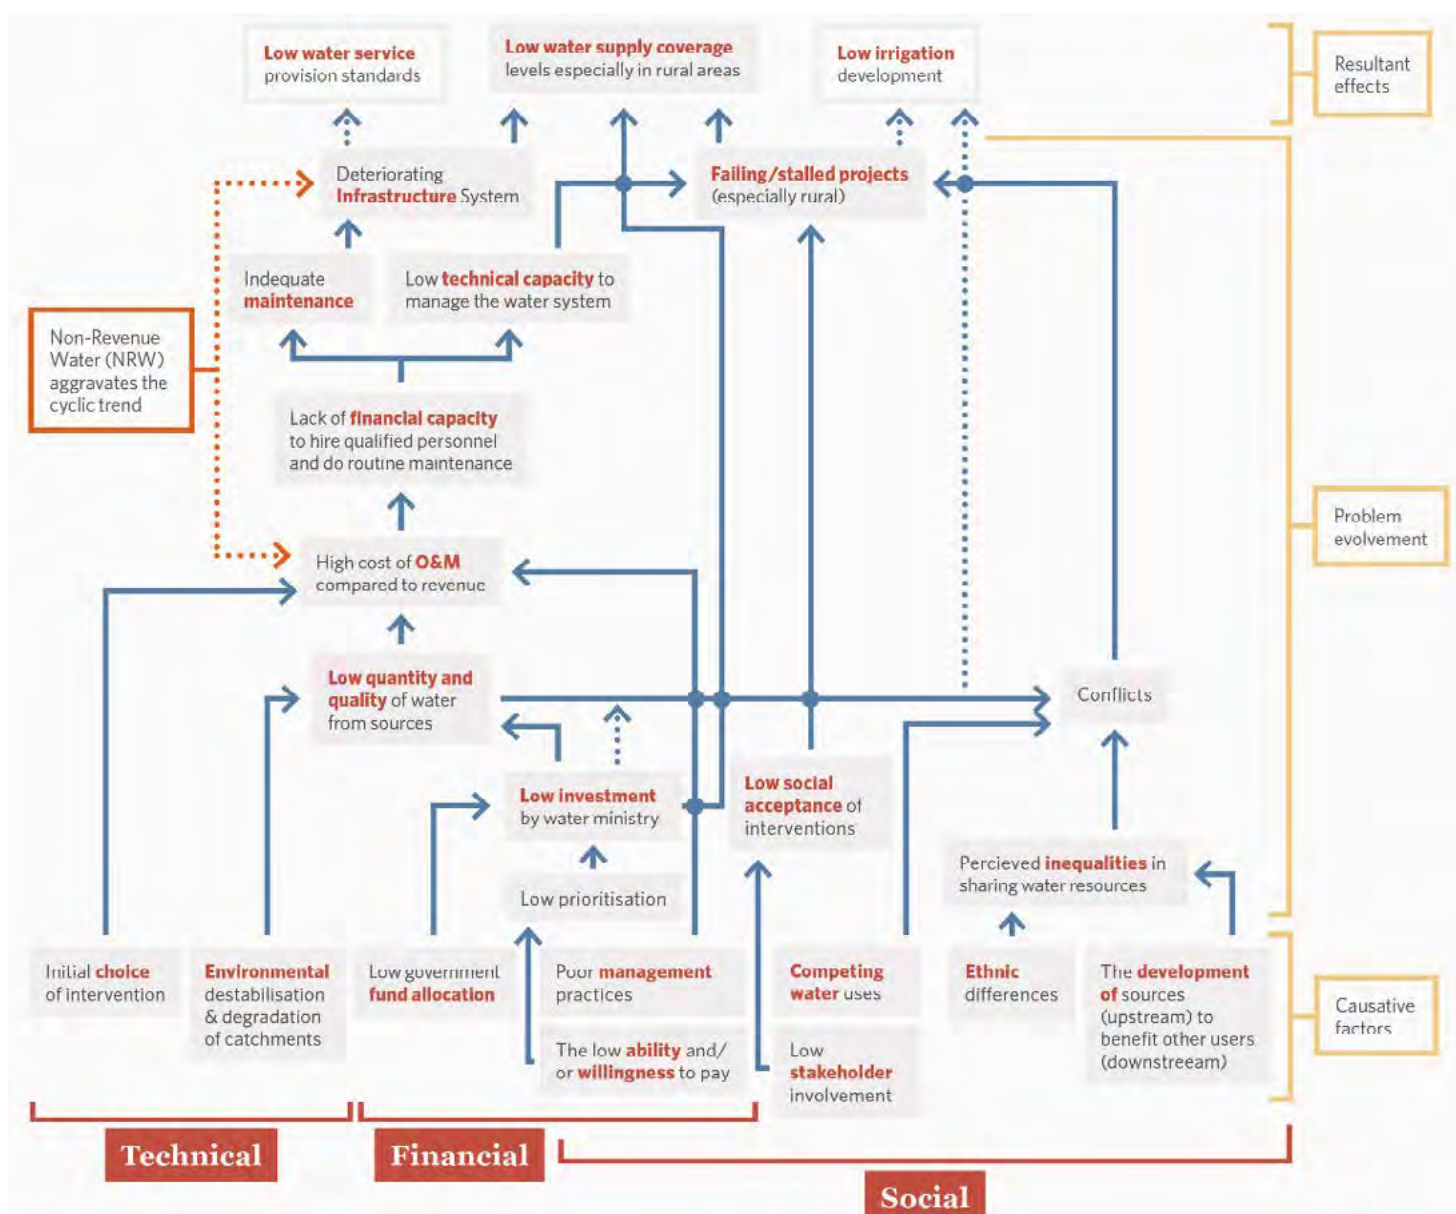 Low water service
provision standards
Low water supply coverage
levels especially in rural areas
Low irrigation
development
Resultant
effects
Deteriorating
Infrastructure System
Failing/stalled projects
(especially rural)
Indequate
maintenance
Low technical capacity to
manage the water system
Non-Revenue
Water (NRW)
aggravates the
cyclic trend
Lack of financial capacity
to hire qualified personnel
and do routine maintenance
Problem
evolvement
High cost of O&M
compared to revenue
Low quantity and
quality of water
from sources
Conflicts
Low investment
by water ministry
Low social
acceptance of
interventions
Percieved inequalities in
sharing water resources
Low prioritisation
Initial choice
of intervention
Environmental
destabilisation
& degradation
of catchments
Low government
fund allocation
Poor management
practices
The low ability and/
or willingness to pay
Competing
water uses
Low
stakeholder
involvement
Ethnic
differences
The development
of sources
(upstream) to
benefit other users
(downstreeam)
Causative
factors
Technical
Financial
Social